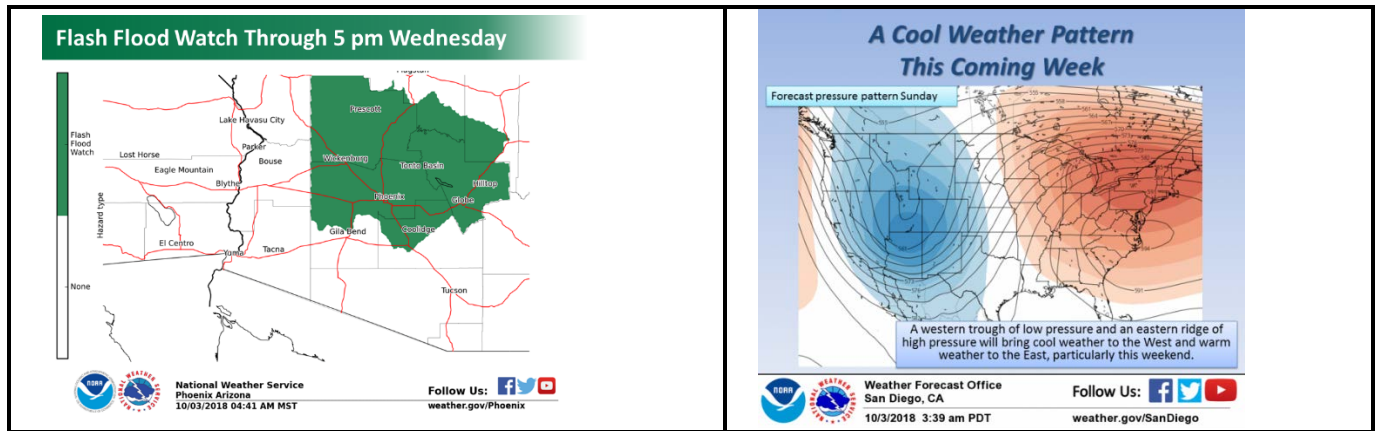 Flash Flood Watch Through 5 pm Wednesday
Flagstaff
Prescott
Lake Havasu City
Flash
Flood
Watch
Parker
Lost Horse
Bouse
Wickenburg
Tonto Basin
Eagle Mountain
Blythe
Hilltop
Phoenix
Globe
Hazard type
Gila Bend
Coolidge
El Centro
Tacna
Yuma
None
Tucson
NOAA
National Weather Service
Phoenix Arizona
10/03/2018 04:41 AM MST
Follow Us:
weather.gov/Phoenix
A Cool Weather Pattern
This Coming Week
Forecast pressure pattern Sunday
A western trough of low pressure and an eastern ridge of
high pressure will bring cool weather to the West and warm
weather to the East, particularly this weekend.
NOAA
Weather Forecast Office
San Diego, CA
10/3/2018 3:39 am PDT
Follow Us:
weather.gov/SanDiego